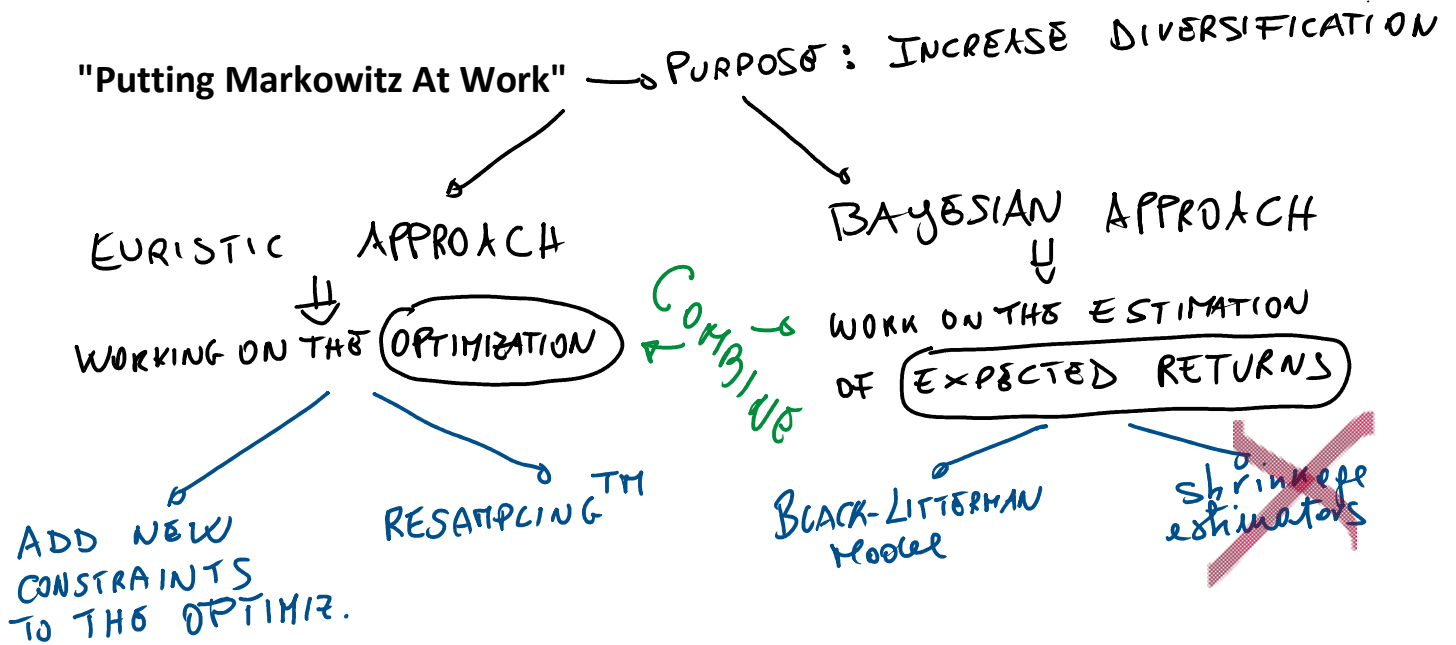 "Putting Markowitz At Work" PURPOSE: INCREASE DIVERSIFICATION
EURISTIC APPROACH
WORKING ON THE OPTIMIZATION
ADD NEW
CONSTRAINTS
TO THE OPTIMIZ.
RESAMPLING TM
COMBINE
BAYESIAN APPROACH
WORK ON THE ESTIMATION
OF EXPECTED RETURNS
BLACK-LITTERMAN
Model
shrinkage
estimators